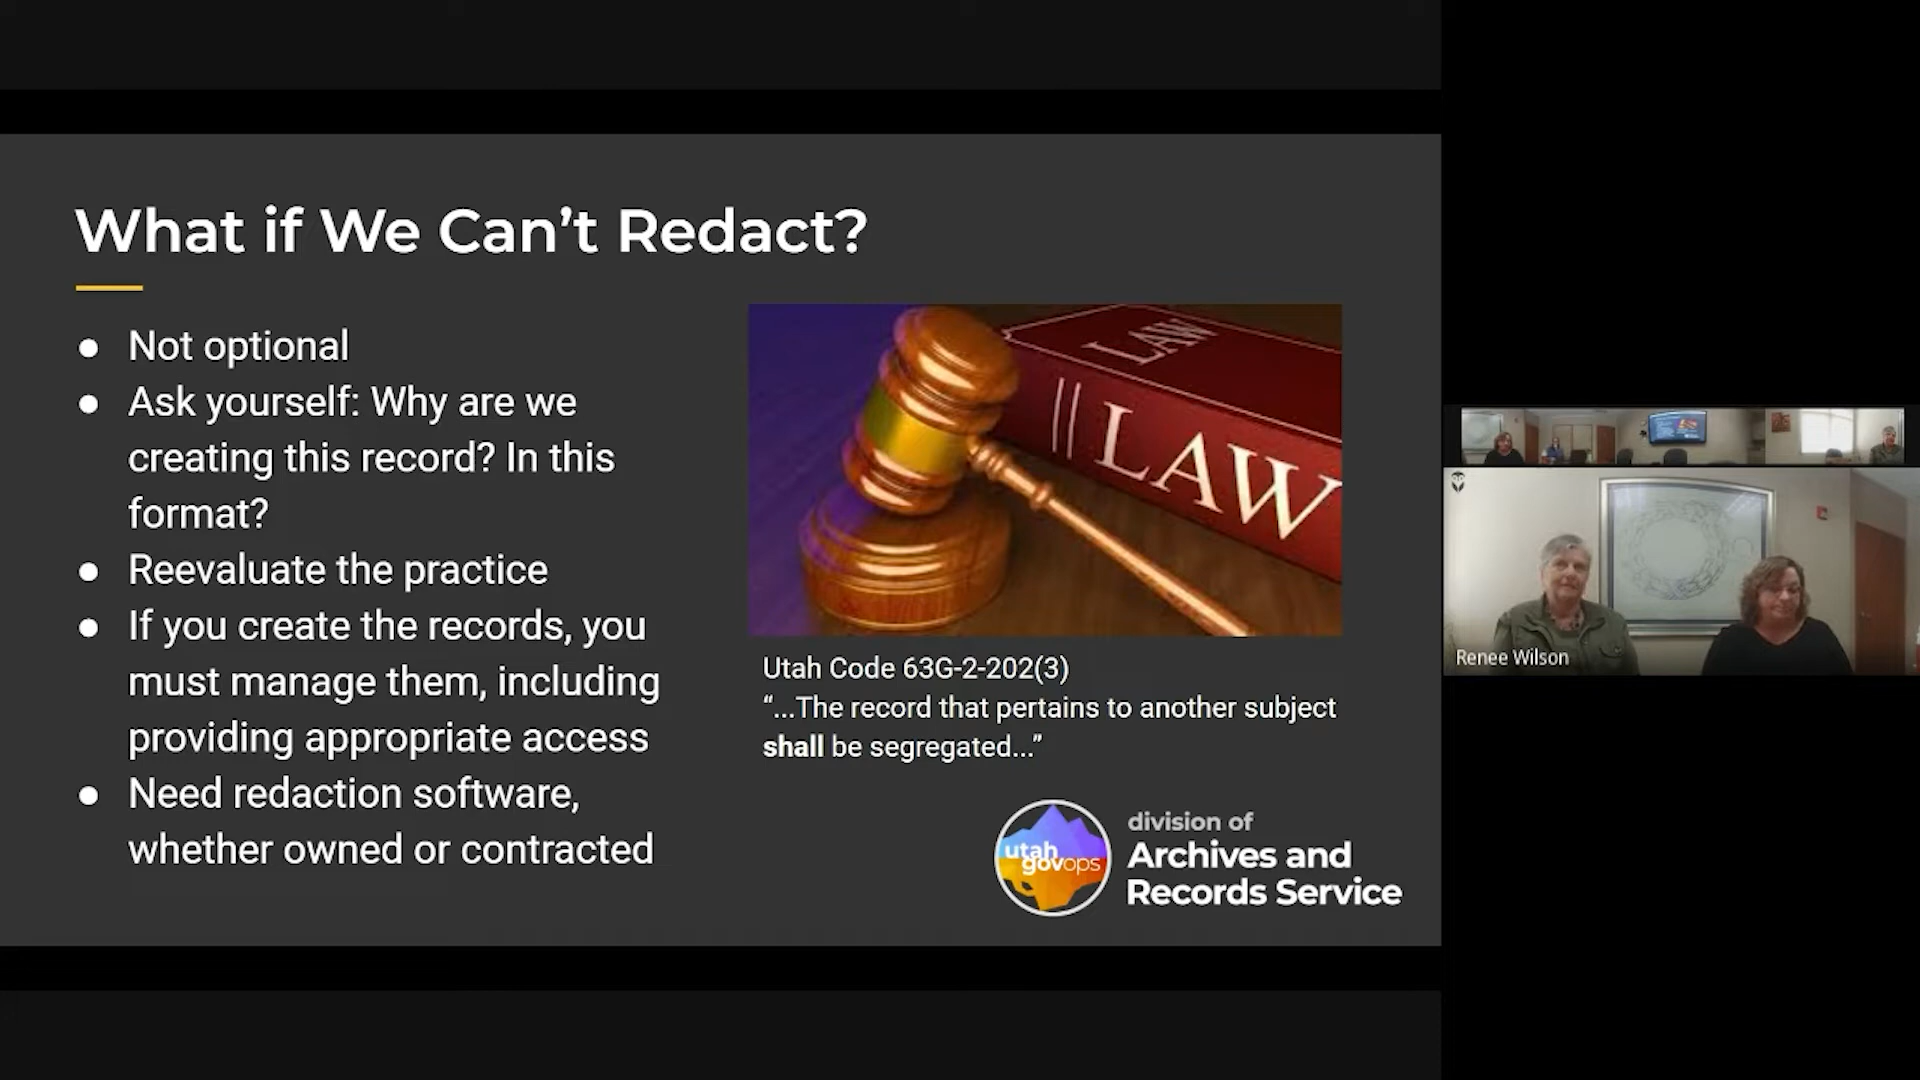 What if We Can’t Redact?
● Not optional
● Ask yourself: Why are we
creating this record? In this
format?
● Reevaluate the practice
● If you create the records, you
must manage them, including
providing appropriate access
● Need redaction software,
whether owned or contracted
LAW
LAW
Utah Code 63G-2-202(3)
“...The record that pertains to another subject
shall be segregated...”
utah
govops
division of
Archives and
Records Service
Renee Wilson